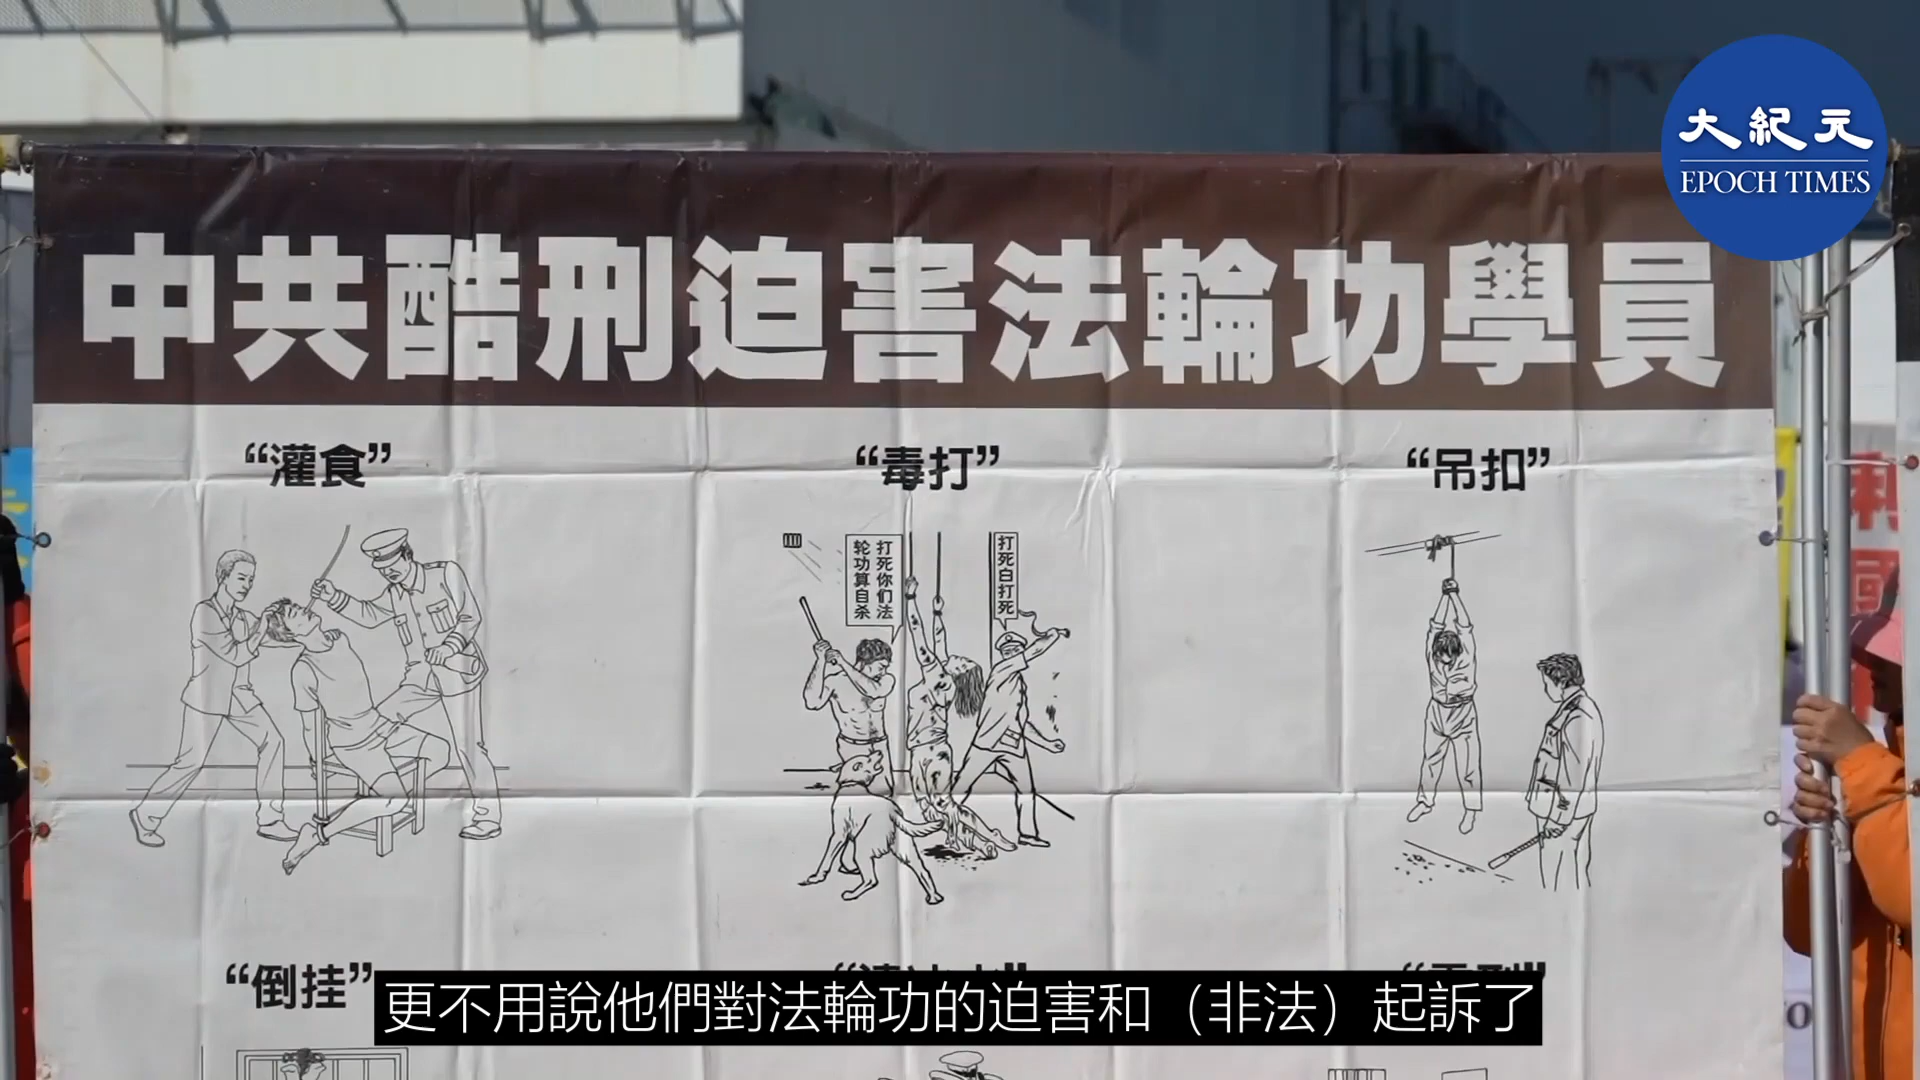 大紀元
EPOCH TIMES
中共酷刑迫害法輪功學員
“灌食”
“毒打”
“吊扣”
打死你们法
轮功算自杀
打死白打死
“倒挂”
更不用說他們對法輪功的迫害和（非法）起訴了